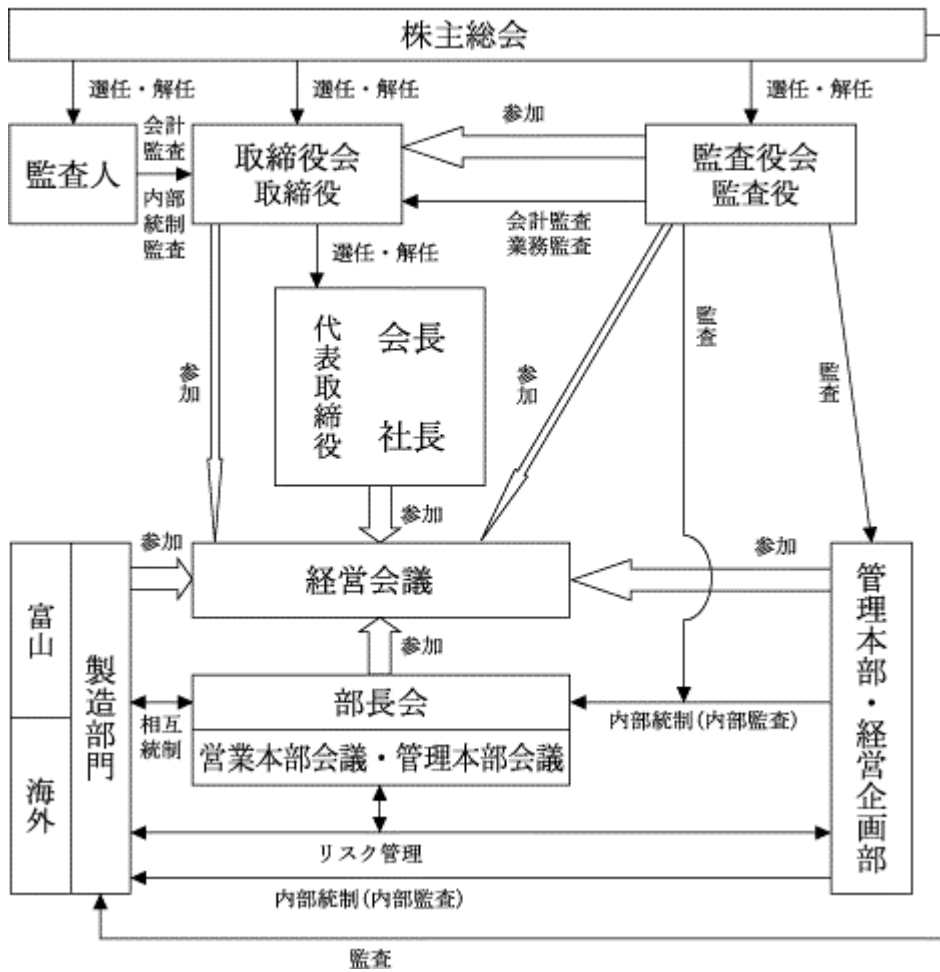 株主総会
選任・解任
選任・解任
選任・解任
監査人
会計
監査
内部
統制
監査
取締役会
取締役
参加
会計監査
業務監査
監査役会
監査役
選任・解任
代表取締役
会長
社長
参加
参加
監査
監査
参加
参加
経営会議
参加
参加
富山
海外
製造部門
相互
統制
部長会
営業本部会議・管理本部会議
内部統制(内部監査)
管理本部・経営企画部
リスク管理
内部統制(内部監査)
監査